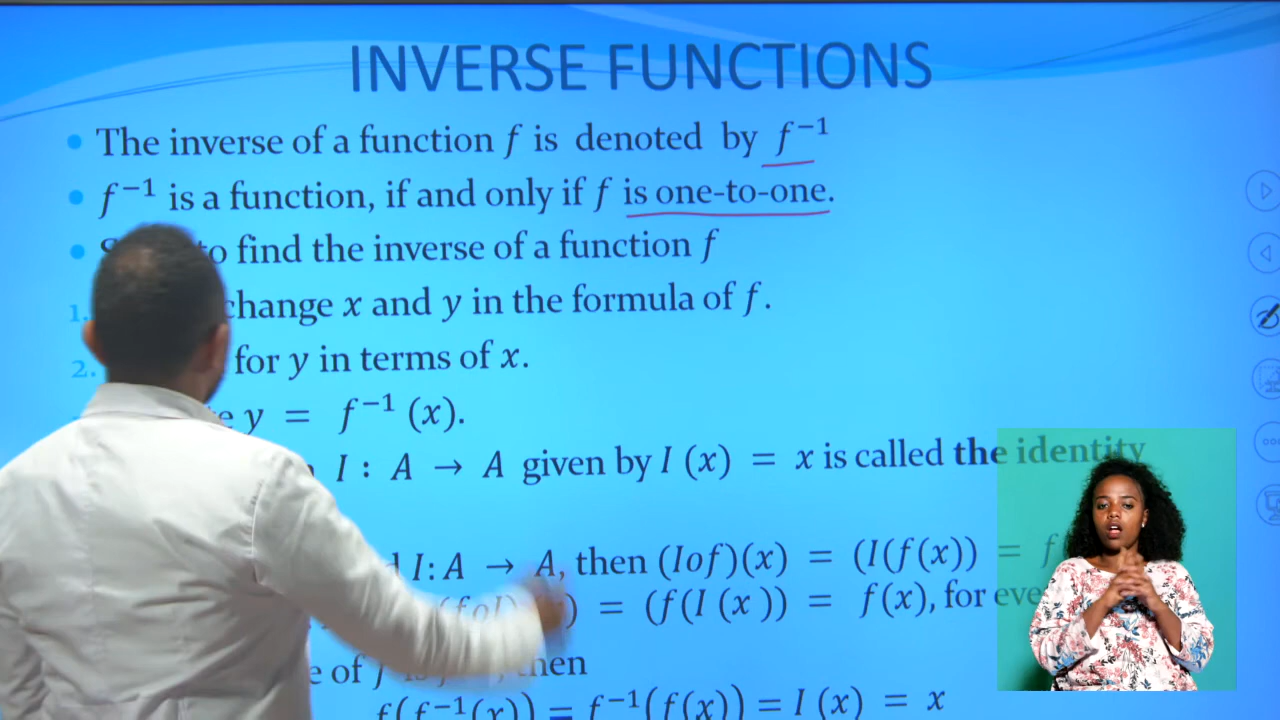 INVERSE FUNCTIONS
• The inverse of a function f is denoted by f⁻¹
• f⁻¹ is a function, if and only if f is one-to-one.
• to find the inverse of a function f
1. change x and y in the formula of f.
2. for y in terms of x.
y = f⁻¹ (x).
I : A → A given by I (x) = x is called the identity
I: A → A, then (Iof)(x) = (I(f(x)) =
(foI) ) = (f(I (x )) = f(x), for
of then
f(f⁻¹(x)) = f⁻¹(f(x)) = I (x) = x